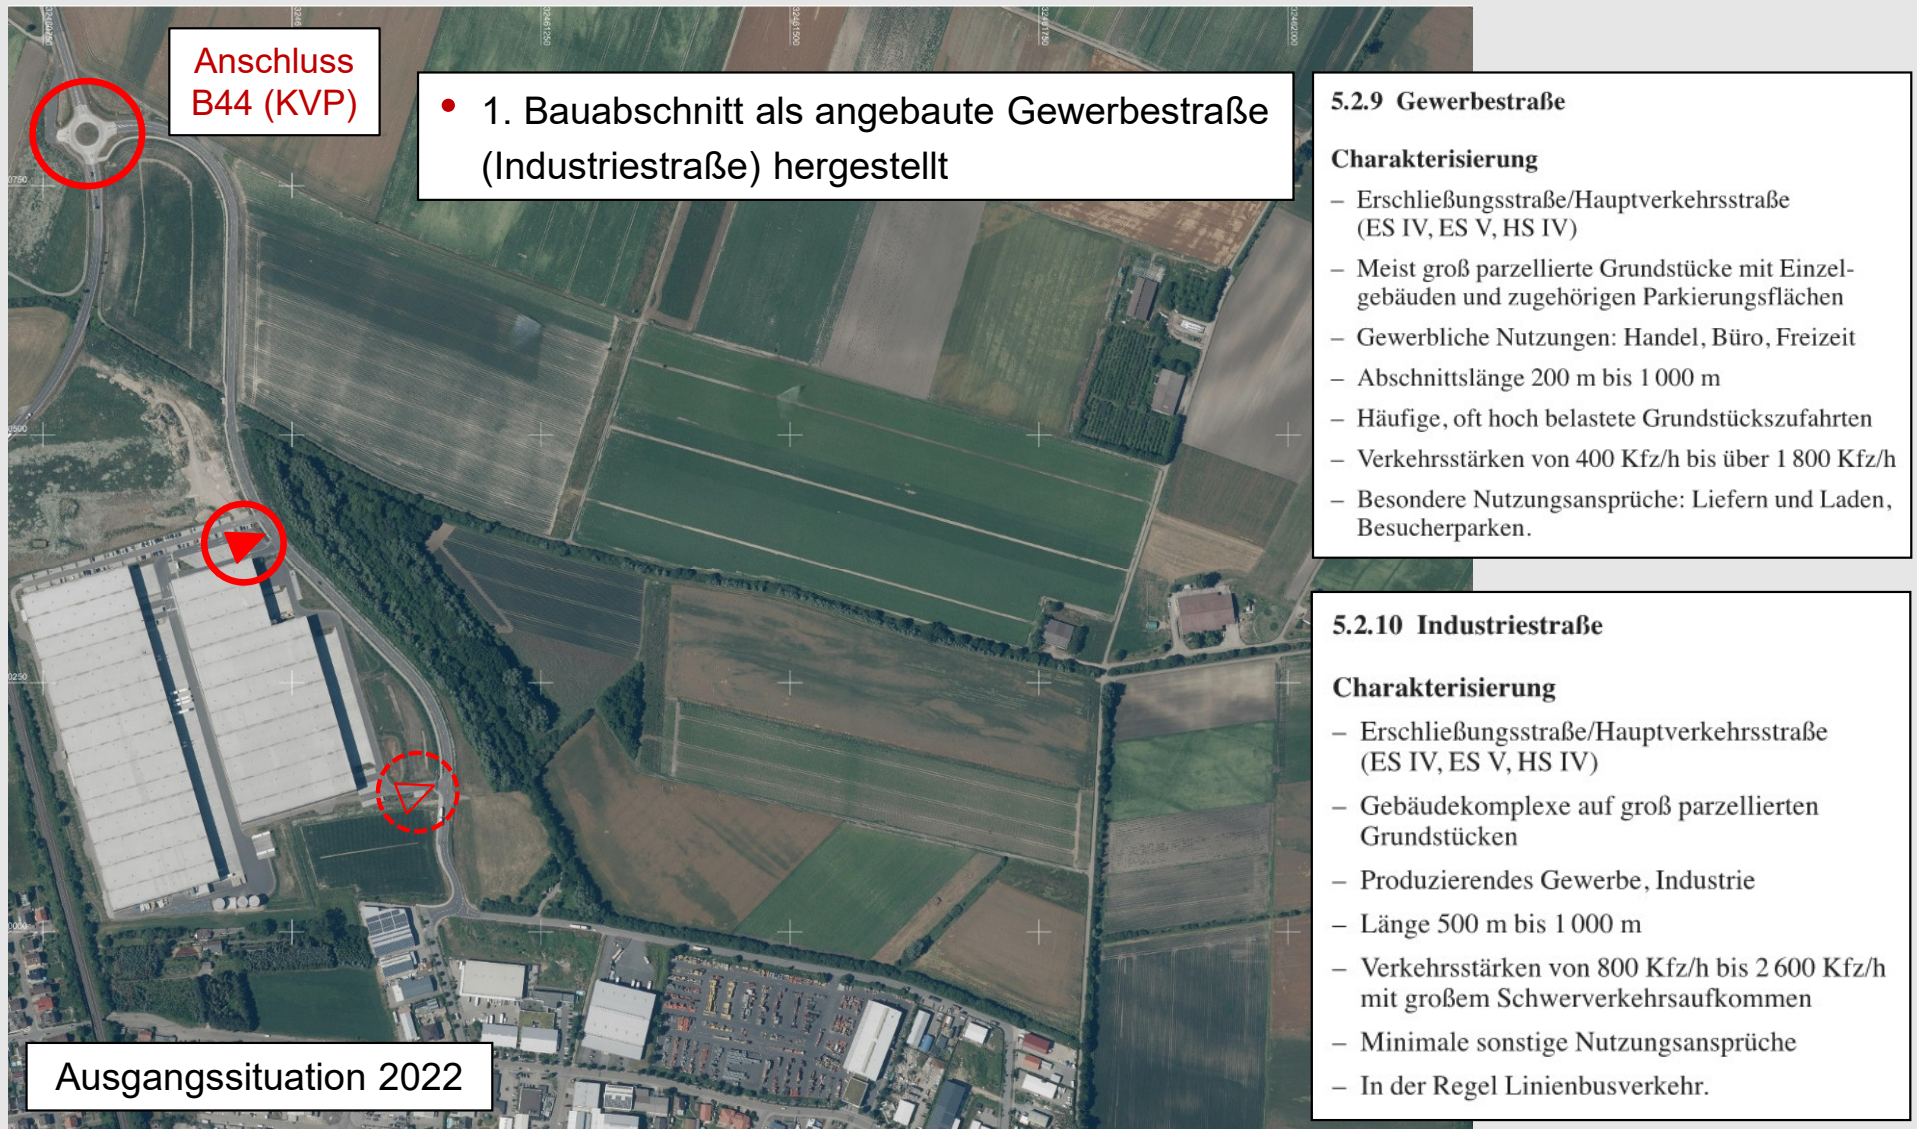 Anschluss
B44 (KVP)
• 1. Bauabschnitt als angebaute Gewerbestraße
(Industriestraße) hergestellt
5.2.9 Gewerbestraße
Charakterisierung
– Erschließungsstraße/Hauptverkehrsstraße
(ES IV, ES V, HS IV)
– Meist groß parzellierte Grundstücke mit Einzel-
gebäuden und zugehörigen Parkierungsflächen
– Gewerbliche Nutzungen: Handel, Büro, Freizeit
– Abschnittslänge 200 m bis 1 000 m
– Häufige, oft hoch belastete Grundstückszufahrten
– Verkehrsstärken von 400 Kfz/h bis über 1 800 Kfz/h
– Besondere Nutzungsansprüche: Liefern und Laden,
Besucherparken.
5.2.10 Industriestraße
Charakterisierung
– Erschließungsstraße/Hauptverkehrsstraße
(ES IV, ES V, HS IV)
– Gebäudekomplexe auf groß parzellierten
Grundstücken
– Produzierendes Gewerbe, Industrie
– Länge 500 m bis 1 000 m
– Verkehrsstärken von 800 Kfz/h bis 2 600 Kfz/h
mit großem Schwerverkehrsaufkommen
– Minimale sonstige Nutzungsansprüche
– In der Regel Linienbusverkehr.
Ausgangssituation 2022
32461250
32461500
32461750
32462000